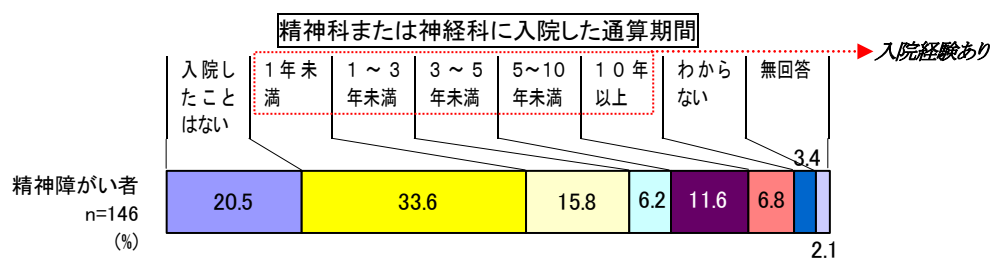 精神科または神経科に入院した通算期間
入院経験あり
入院し
たこと
はない
1年未
満
1～3
年未満
3～5
年未満
5～10
年未満
10年
以上
わから
ない
無回答
3.4
精神障がい者
n=146
(%)
20.5
33.6
15.8
6.2
11.6
6.8
2.1